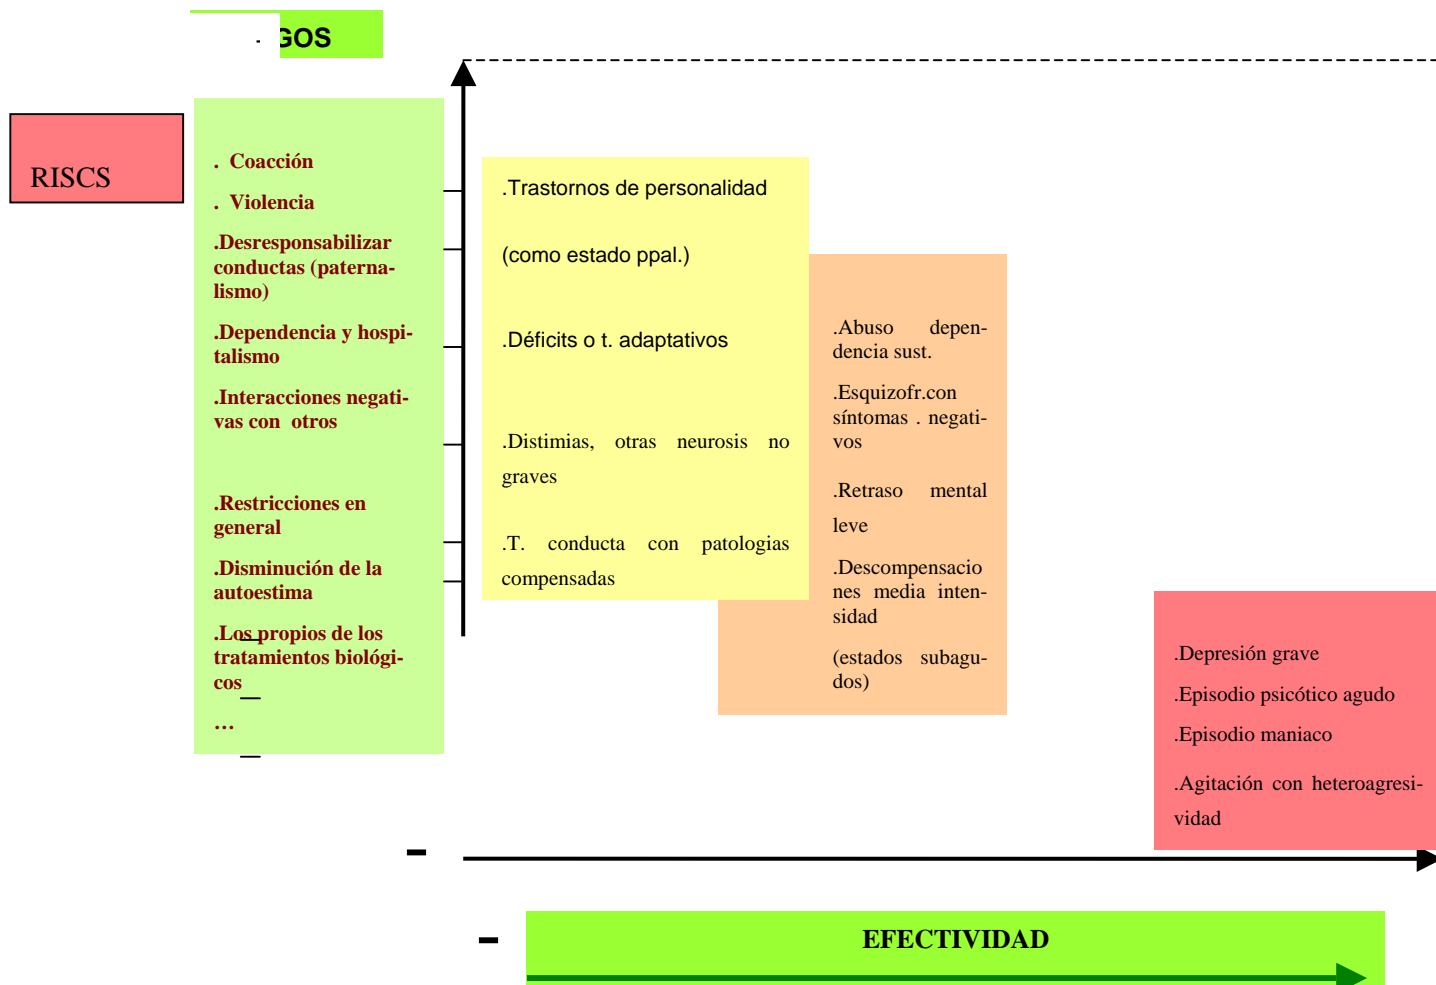 GOS
RISCS
. Coacción
. Violencia
.Desresponsabilizar
conductas (paterna-
lismo)
.Dependencia y hospi-
talismo
.Interacciones negati-
vas con otros
.Restricciones en
general
.Disminución de la
autoestima
.Los propios de los
tratamientos biológi-
cos
...
.Trastornos de personalidad
(como estado ppal.)
.Déficits o t. adaptativos
.Distimias, otras neurosis no
graves
.T. conducta con patologias
compensadas
.Abuso depen-
dencia sust.
.Esquizofr.con
síntomas . negati-
vos
.Retraso mental
leve
.Descompensacio
nes media inten-
sidad
(estados subagu-
dos)
.Depresión grave
.Episodio psicótico agudo
.Episodio maniaco
.Agitación con heteroagresi-
vidad
-
- EFECTIVIDAD